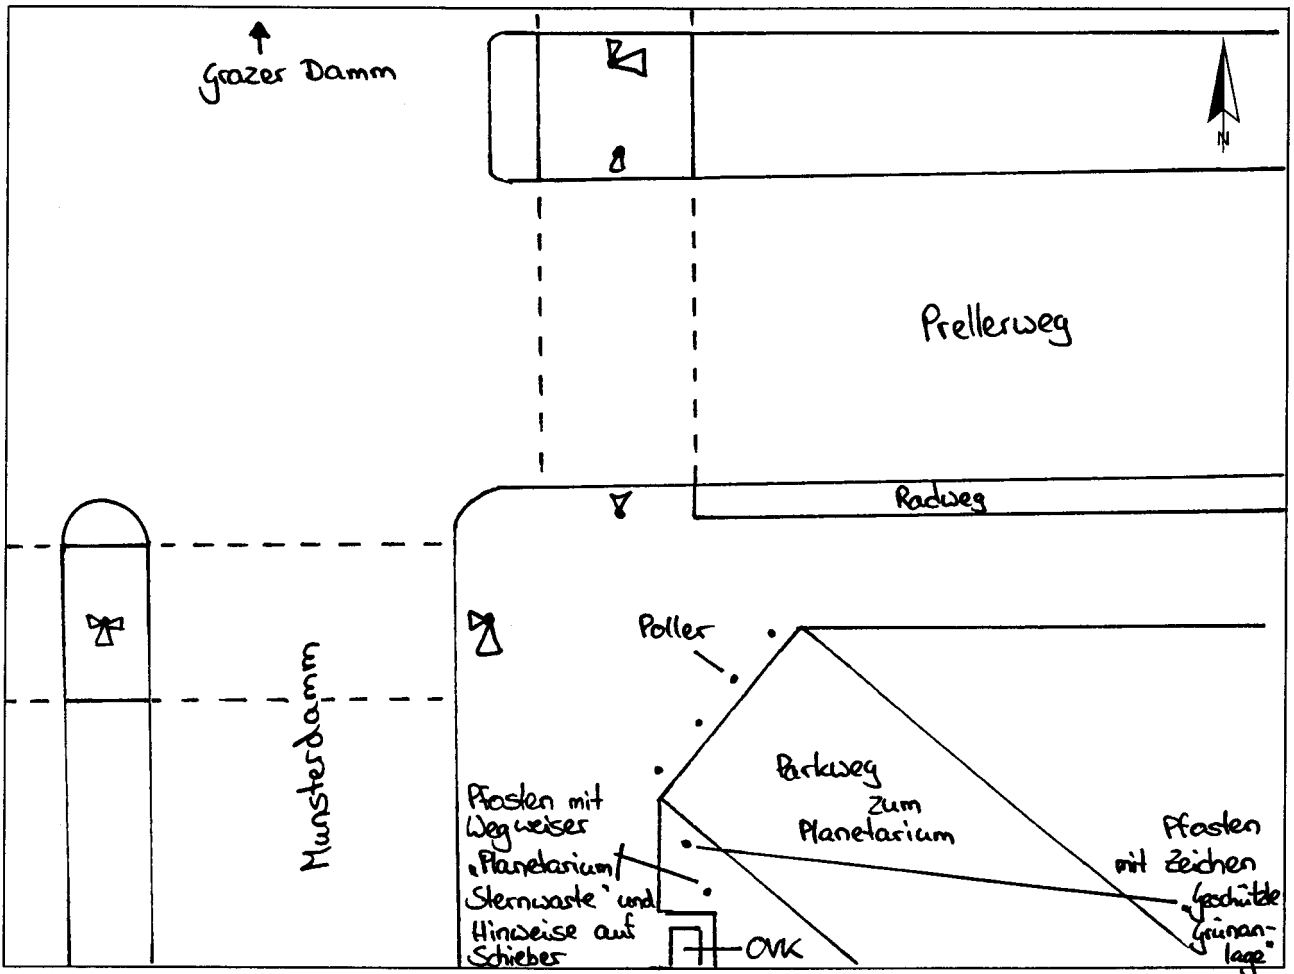 Grazer Damm
N
Prellerweg
Radweg
Poller
Munsterdamm
Parkweg
zum
Planetarium
Pfosten mit
Wegweiser
„Planetarium/
Sternwarte“ und
Hinweise auf
Schieber
OVK
Pfosten
mit Zeichen
„Geschützte
Grünan-
lage“